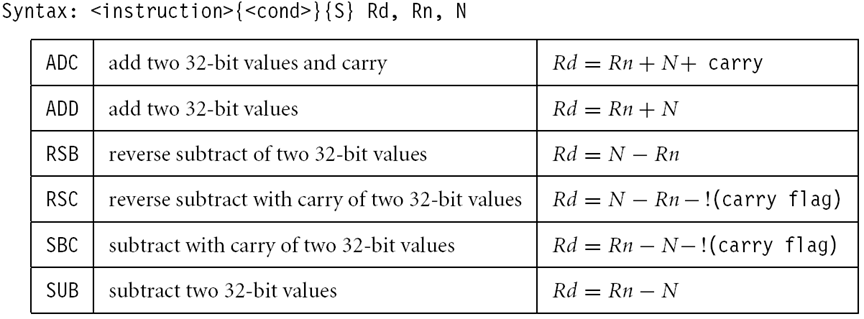 Syntax: <instruction>{<cond>}{S} Rd, Rn, N
ADC add two 32-bit values and carry Rd = Rn + N+ carry
ADD add two 32-bit values Rd = Rn + N
RSB reverse subtract of two 32-bit values Rd = N − Rn
RSC reverse subtract with carry of two 32-bit values Rd = N − Rn−!(carry flag)
SBC subtract with carry of two 32-bit values Rd = Rn − N−!(carry flag)
SUB subtract two 32-bit values Rd = Rn − N